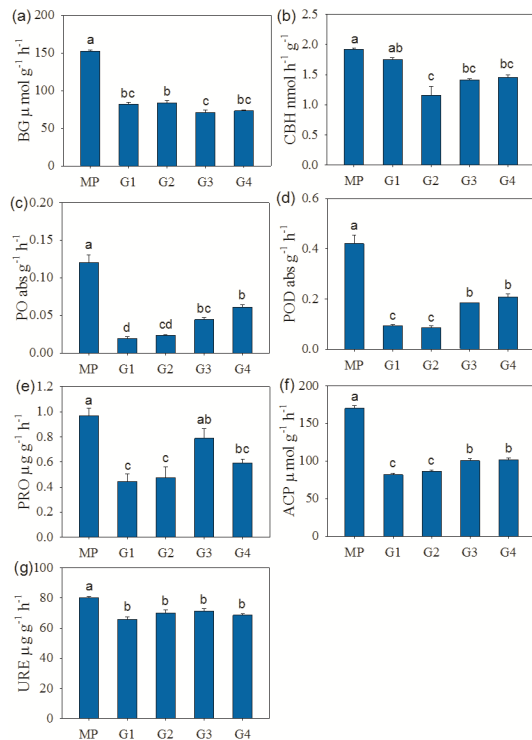 (a)
BG μ mol g⁻¹ h⁻¹
200
150
100
50
0
a
bc
b
c
bc
MP G1 G2 G3 G4
(b)
CBH nmol h⁻¹ g⁻¹
2.5
2.0
1.5
1.0
0.5
0.0
a
ab
c
bc
bc
MP G1 G2 G3 G4
(c)
PO abs g⁻¹ h⁻¹
0.20
0.15
0.10
0.05
0.00
a
d
cd
bc
b
MP G1 G2 G3 G4
(d)
POD abs g⁻¹ h⁻¹
0.6
0.4
0.2
0.0
a
c
c
b
b
MP G1 G2 G3 G4
(e)
PRO μg g⁻¹ h⁻¹
1.2
1.0
0.8
0.6
0.4
0.2
0.0
a
c
c
ab
bc
MP G1 G2 G3 G4
(f)
ACP μ mol g⁻¹ h⁻¹
200
150
100
50
0
a
c
c
b
b
MP G1 G2 G3 G4
(g)
URE μg g⁻¹ h⁻¹
100
80
60
40
20
0
a
b
b
b
b
MP G1 G2 G3 G4